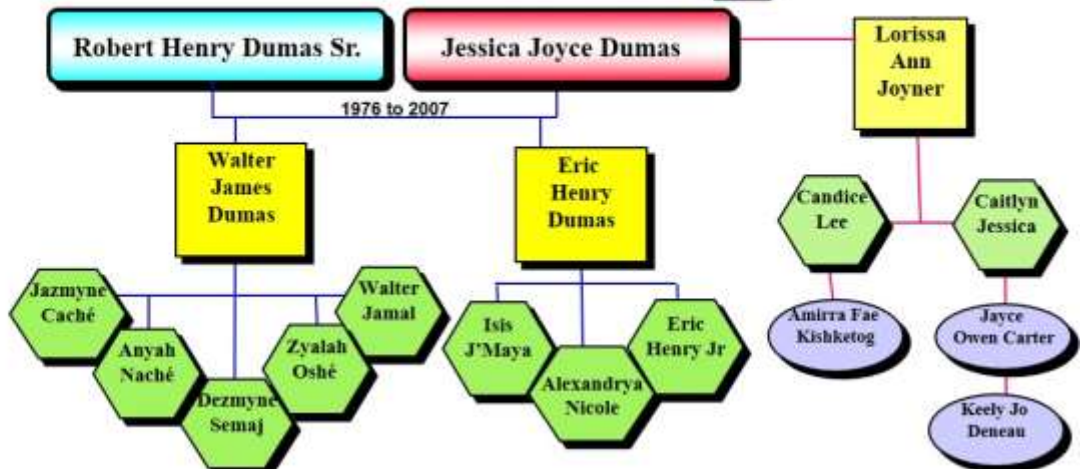 Robert Henry Dumas Sr.
Jessica Joyce Dumas
Lorissa
Ann
Joyner
1976 to 2007
Walter
James
Dumas
Eric
Henry
Dumas
Candice
Lee
Caitlyn
Jessica
Jazmyne
Caché
Anyah
Naché
Dezmyne
Semaj
Zyalah
Oshé
Walter
Jamal
Isis
J'Maya
Alexandrya
Nicole
Eric
Henry Jr
Amirra Fae
Kishketog
Jayce
Owen Carter
Keely Jo
Deneau